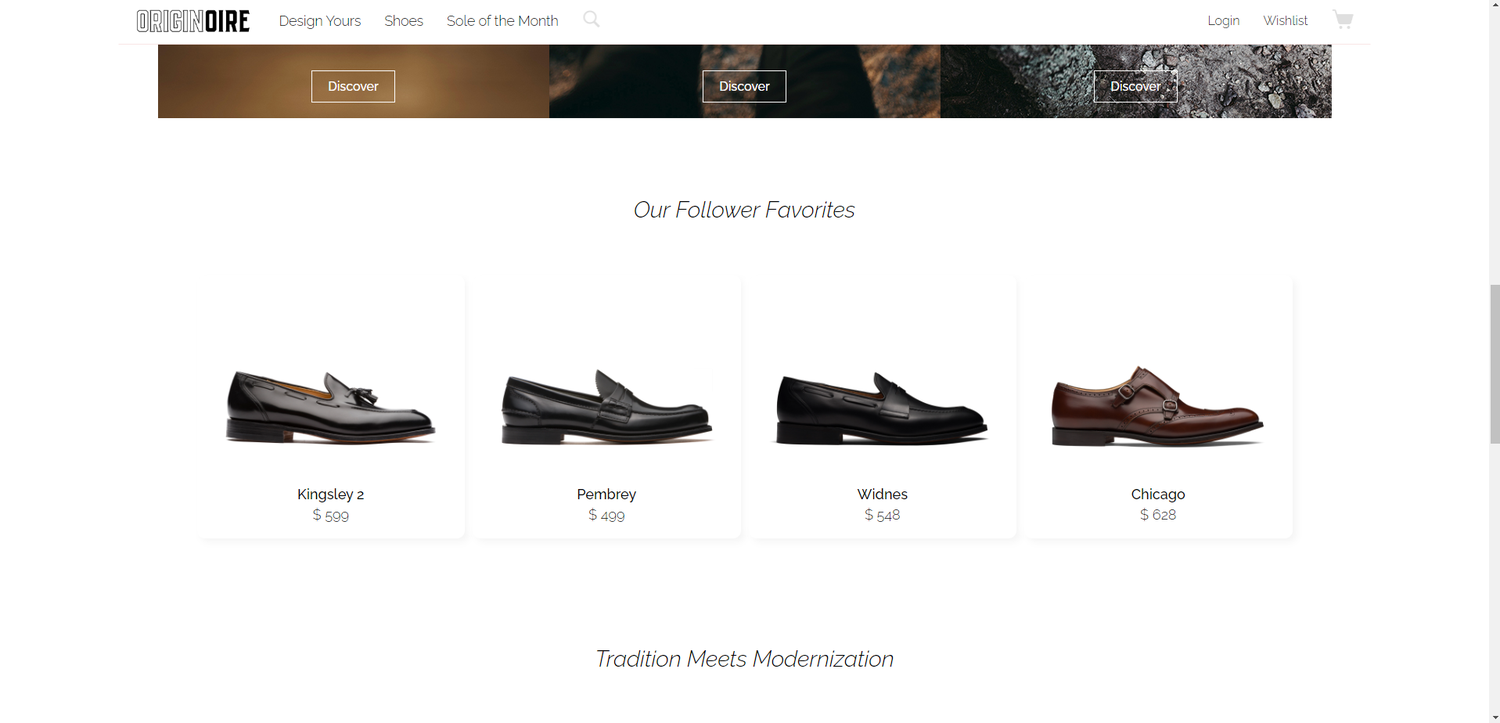 ORIGINOIRE Design Yours Shoes Sole of the Month Login Wishlist
Discover Discover Discover
Our Follower Favorites
Kingsley 2 Pembrey Widnes Chicago
$ 599 $ 499 $ 548 $ 628
Tradition Meets Modernization